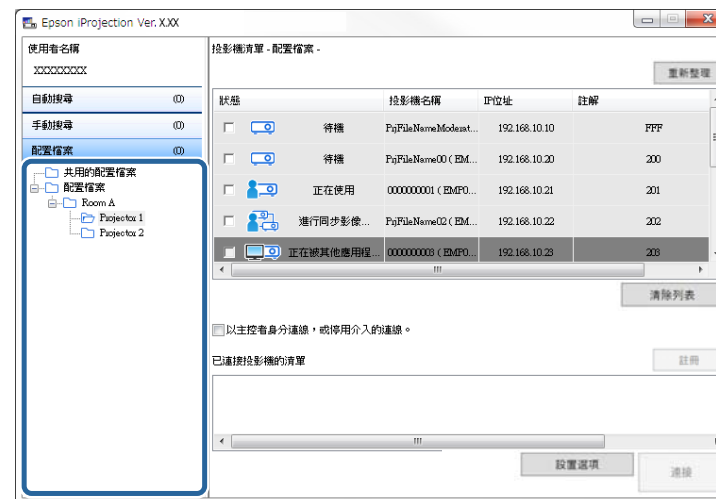 Epson iProjection Ver. X.XX
使用者名稱
XXXXXXXXX
自動搜尋 (0)
手動搜尋 (0)
配置檔案 (0)
共用的配置檔案
配置檔案
Room A
Projector 1
Projector 2
投影機清單 - 配置檔案 -
重新整理
狀態 投影機名稱 IP位址 註解
待機 PrjFileNameModerat... 192.168.10.10 FFF
待機 PrjFileName00 ( EM... 192.168.10.20 200
正在使用 0000000001 ( EMP0... 192.168.10.21 201
進行同步影像... PrjFileName02 ( EM... 192.168.10.22 202
正在被其他應用程... 0000000003 ( EMP0... 192.168.10.23 203
清除列表
以主控者身分連線，或停用介入的連線。
已連接投影機的清單
註冊
設置選項
連接